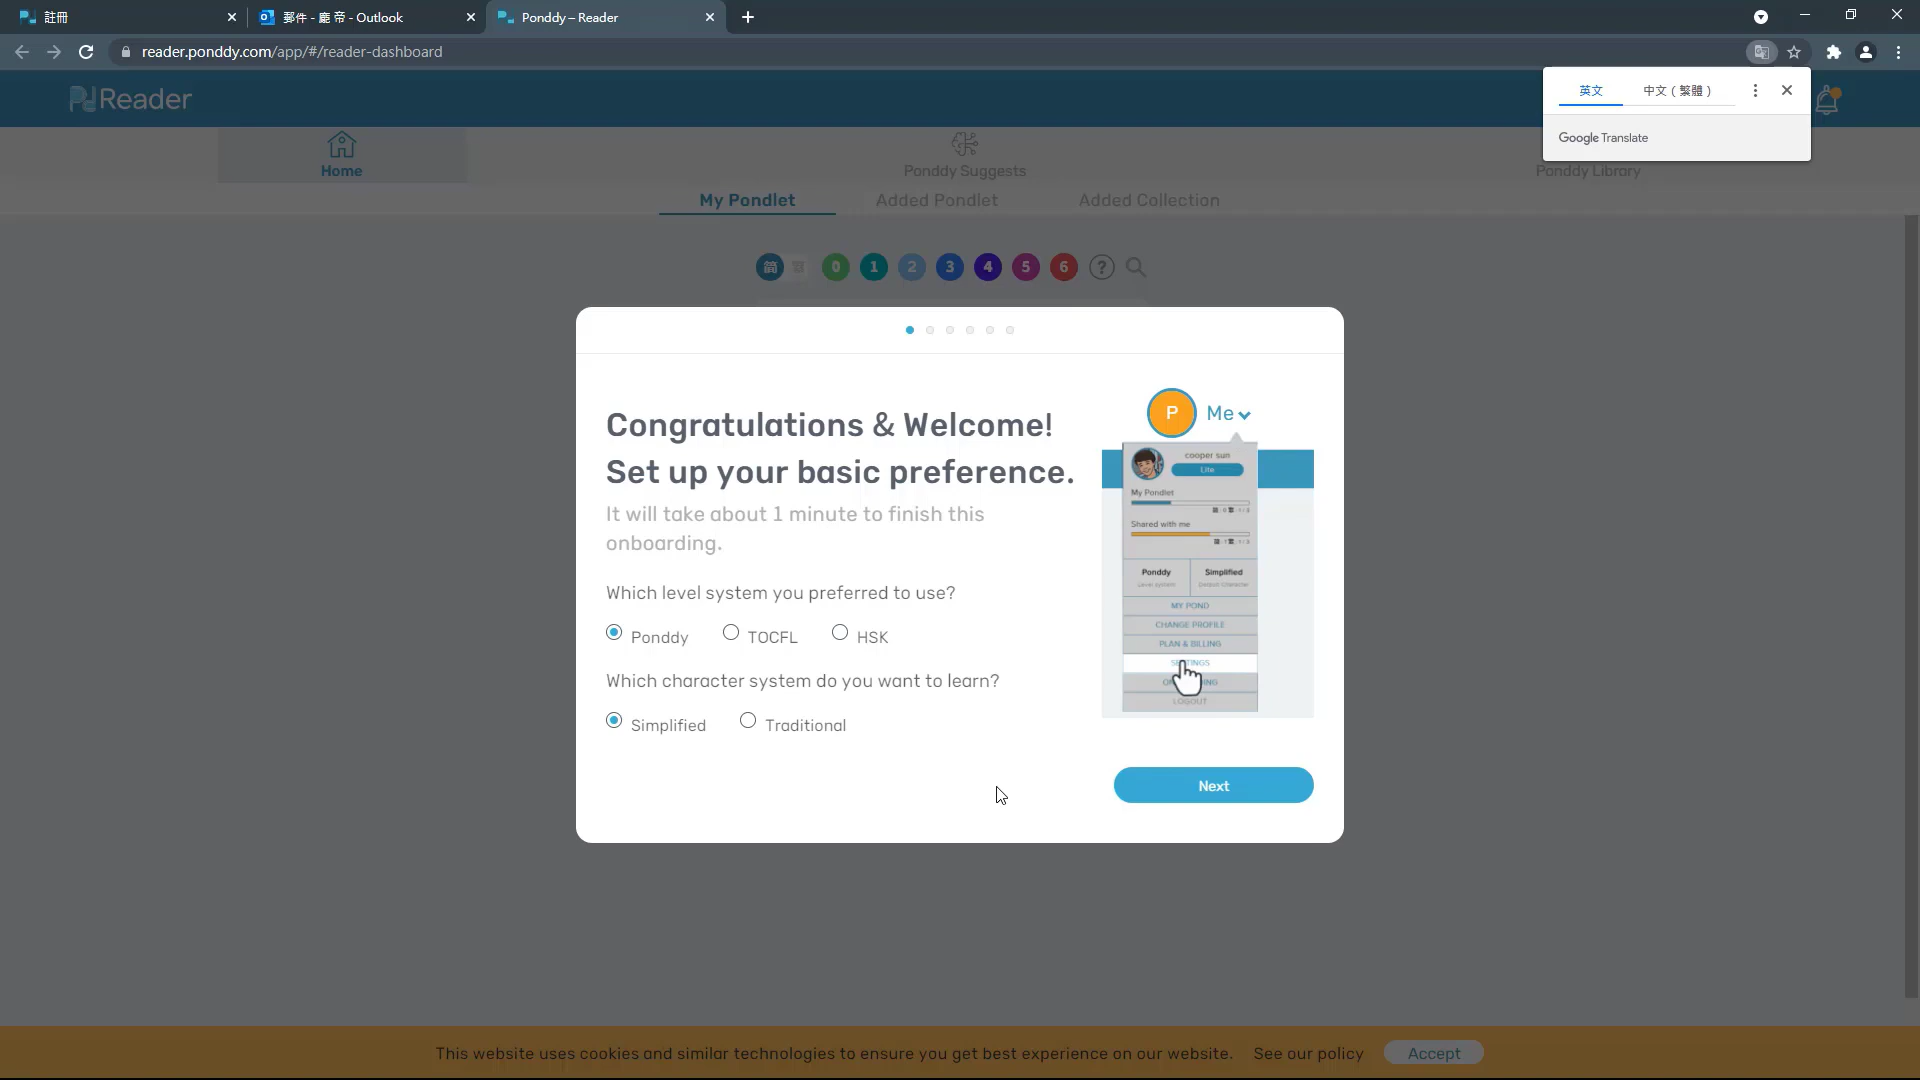 註冊
郵件 - 龐 帝 - Outlook
Ponddy – Reader
reader.ponddy.com/app/#/reader-dashboard
英文
中文（繁體）
Google Translate
Reader
Home
Ponddy Suggests
Ponddy Library
My Pondlet
Added Pondlet
Added Collection
简 0 1 2 3 4 5 6 ?
Congratulations & Welcome!
Set up your basic preference.
It will take about 1 minute to finish this
onboarding.
Which level system you preferred to use?
Ponddy TOCFL HSK
Which character system do you want to learn?
Simplified Traditional
P Me
cooper sun
Lite
My Pondlet
Shared with me
Ponddy Simplified
Level system Default Character
MY POND
CHANGE PROFILE
PLAN & BILLING
LOGOUT
Next
This website uses cookies and similar technologies to ensure you get best experience on our website. See our policy Accept